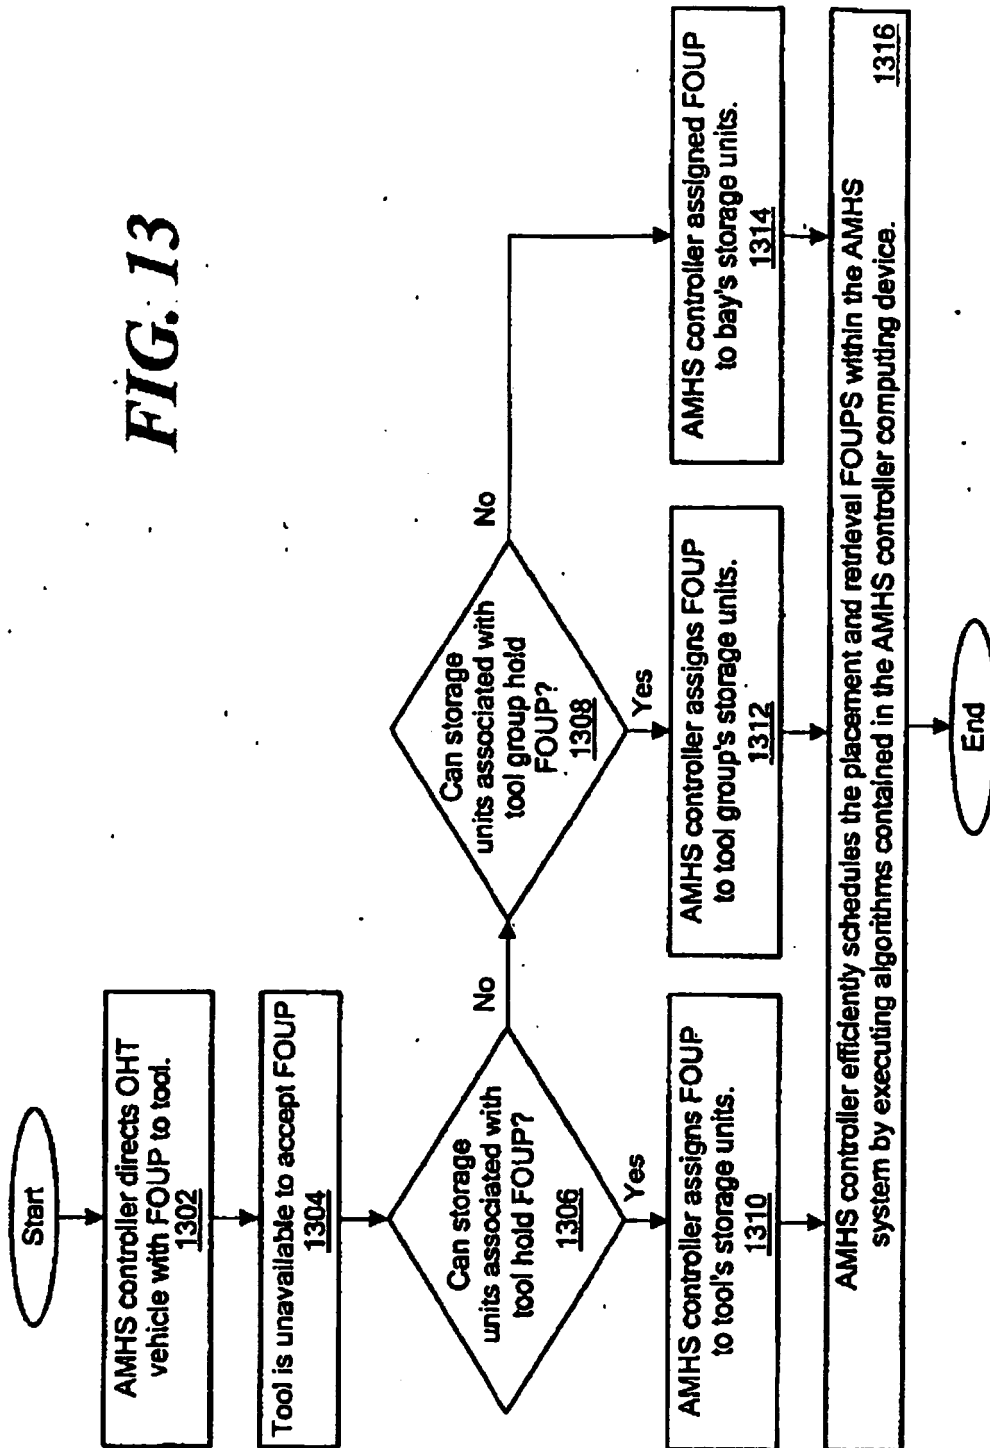 FIG. 13
Start
AMHS controller directs OHT
vehicle with FOUP to tool.
1302
Tool is unavailable to accept FOUP
1304
Can storage
units associated with
tool hold FOUP?
1306
No
Yes
Can storage
units associated with
tool group hold
FOUP?
1308
No
Yes
AMHS controller assigns FOUP
to tool's storage units.
1310
AMHS controller assigns FOUP
to tool group's storage units.
1312
AMHS controller assigned FOUP
to bay's storage units.
1314
AMHS controller efficiently schedules the placement and retrieval FOUPS within the AMHS
system by executing algorithms contained in the AMHS controller computing device.
1316
End